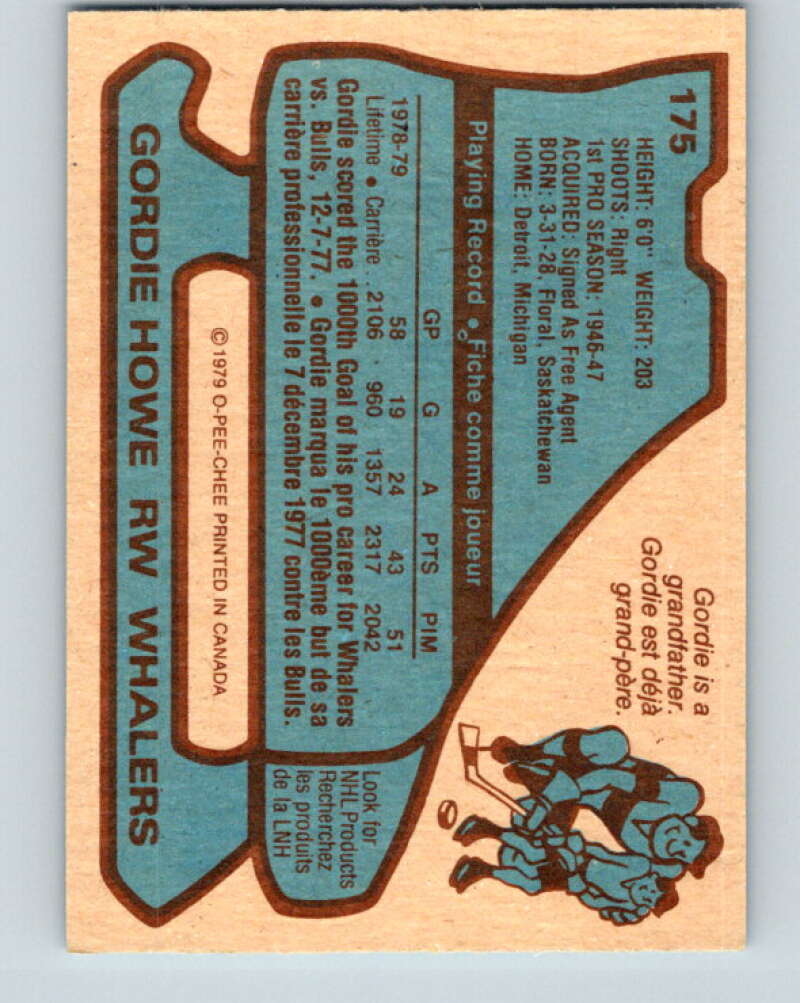 175
HEIGHT: 6'0" WEIGHT: 203
SHOOTS: Right
1st PRO SEASON: 1946-47
ACQUIRED: Signed As Free Agent
BORN: 3-31-28, Floral, Saskatchewan
HOME: Detroit, Michigan
Gordie is a
grandfather.
Gordie est déjà
grand-père.
Playing Record • Fiche comme joueur
GP G A PTS PIM
1978-79 58 19 24 43 51
Lifetime • Carrière .. 2106 960 1357 2317 2042
Gordie scored the 1000th Goal of his pro career for Whalers
vs. Bulls, 12-7-77. • Gordie marqua le 1000ème but de sa
carrière professionnelle le 7 décembre 1977 contre les Bulls.
Look for
NHL Products
Recherchez
les produits
de la LNH
© 1979 O-PEE-CHEE PRINTED IN CANADA
GORDIE HOWE RW WHALERS